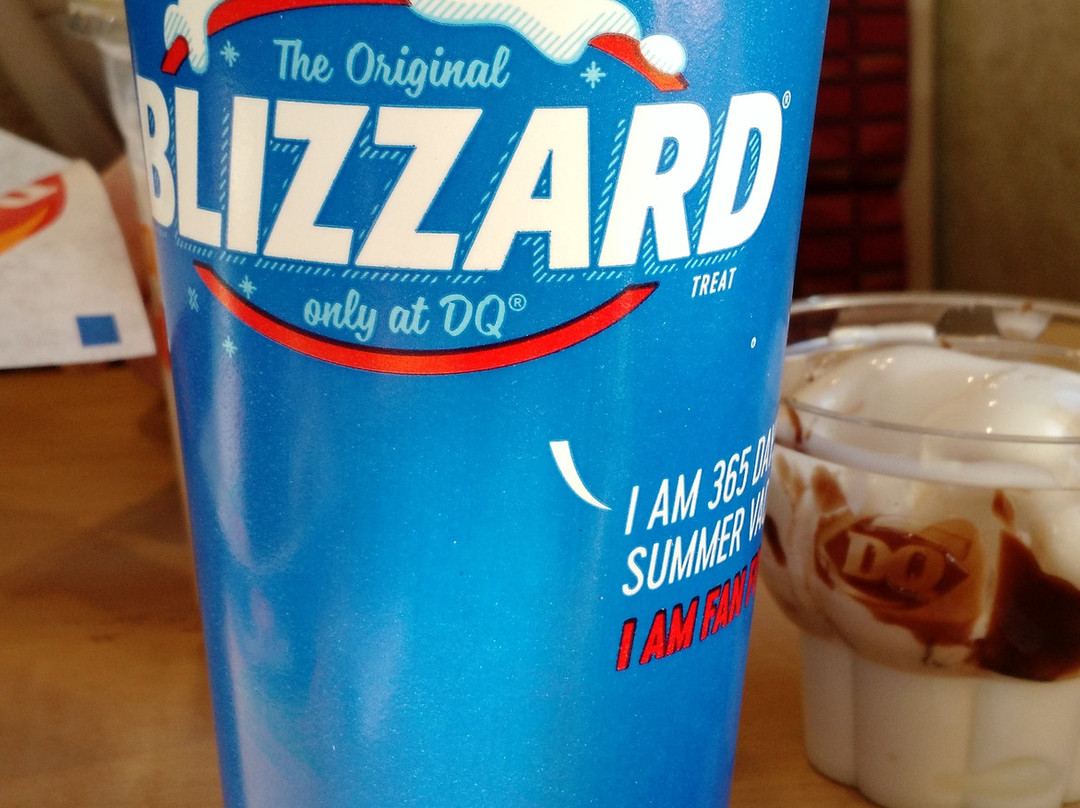 The Original
BLIZZARD®
TREAT
only at DQ®
I AM 365
SUMMER
I AM FAN
DQ